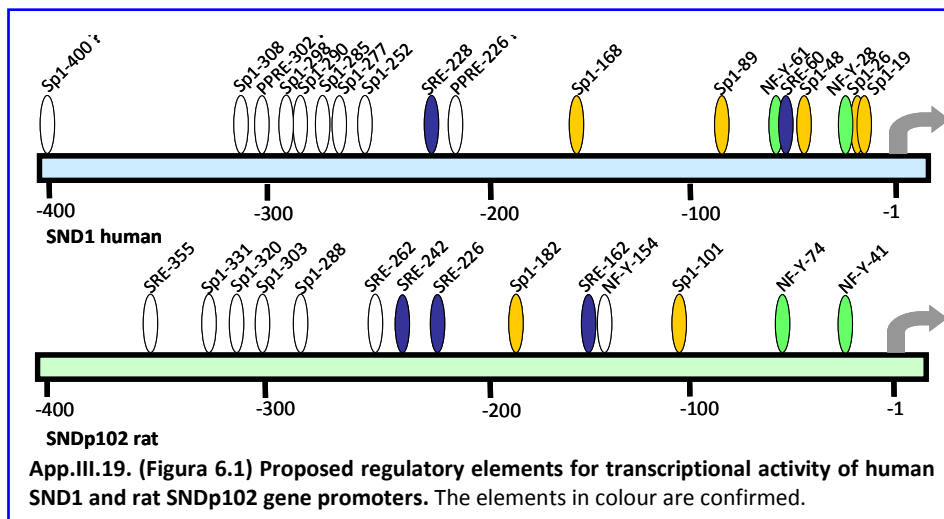 Sp1-400
Sp1-308
PPRE-302
Sp1-298
Sp1-290
Sp1-285
Sp1-277
Sp1-252
SRE-228
PPRE-226
Sp1-168
Sp1-89
NF-Y-61
SRE-60
Sp1-48
NF-Y-28
Sp1-26
Sp1-19
-400 -300 -200 -100 -1
SND1 human
SRE-355
Sp1-331
Sp1-320
Sp1-303
Sp1-288
SRE-262
SRE-242
SRE-226
Sp1-182
SRE-162
NF-Y-154
Sp1-101
NF-Y-74
NF-Y-41
-400 -300 -200 -100 -1
SNDp102 rat
App.III.19. (Figura 6.1) Proposed regulatory elements for transcriptional activity of human
SND1 and rat SNDp102 gene promoters. The elements in colour are confirmed.